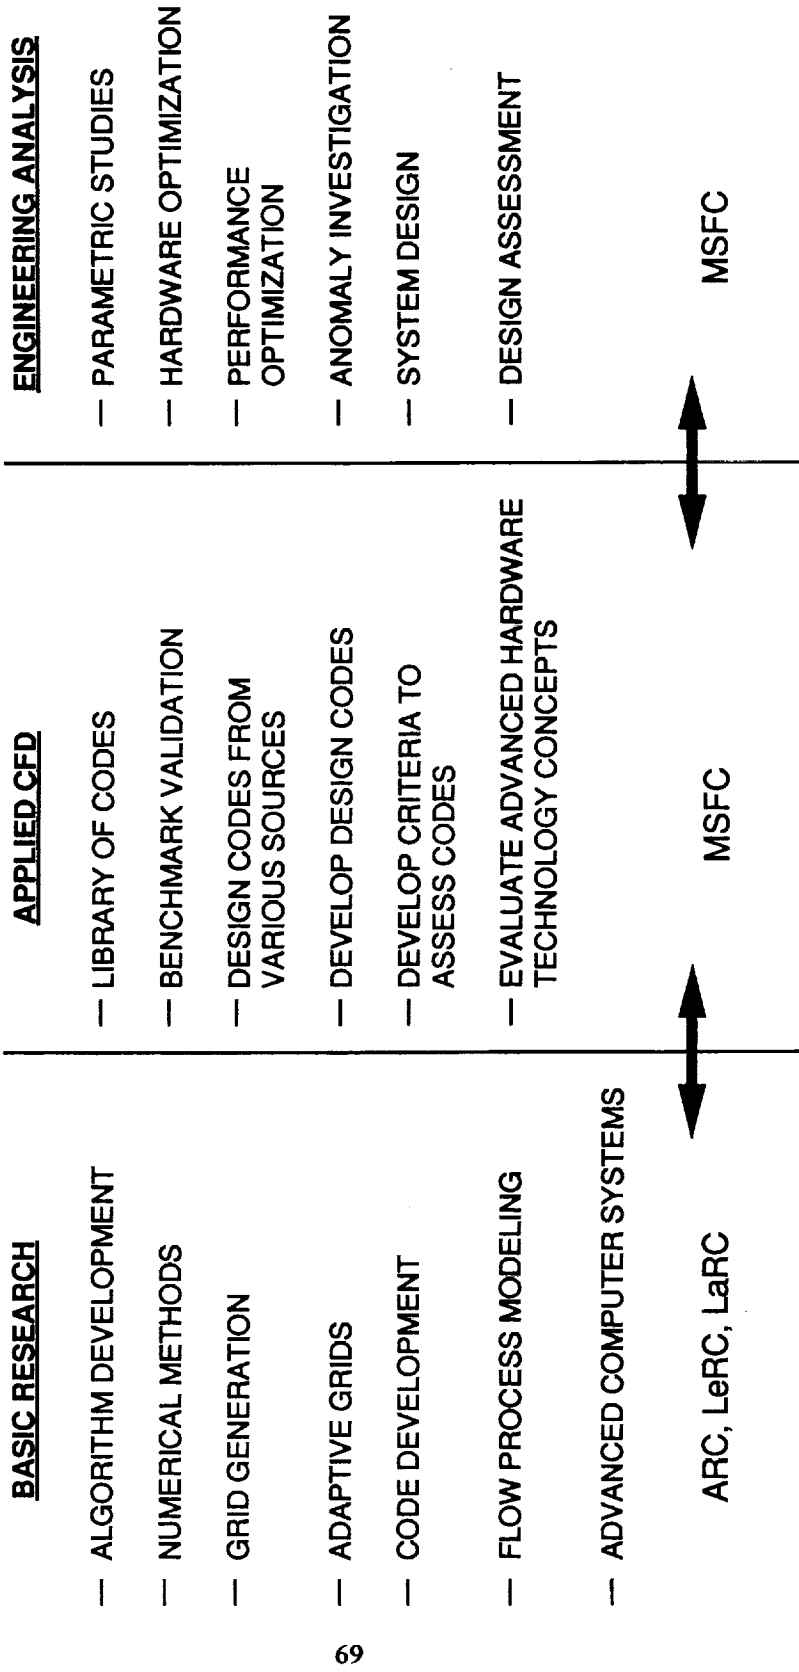 BASIC RESEARCH
— ALGORITHM DEVELOPMENT
— NUMERICAL METHODS
— GRID GENERATION
— ADAPTIVE GRIDS
— CODE DEVELOPMENT
— FLOW PROCESS MODELING
— ADVANCED COMPUTER SYSTEMS
ARC, LeRC, LaRC
APPLIED CFD
— LIBRARY OF CODES
— BENCHMARK VALIDATION
— DESIGN CODES FROM
VARIOUS SOURCES
— DEVELOP DESIGN CODES
— DEVELOP CRITERIA TO
ASSESS CODES
— EVALUATE ADVANCED HARDWARE
TECHNOLOGY CONCEPTS
MSFC
ENGINEERING ANALYSIS
— PARAMETRIC STUDIES
— HARDWARE OPTIMIZATION
— PERFORMANCE
OPTIMIZATION
— ANOMALY INVESTIGATION
— SYSTEM DESIGN
— DESIGN ASSESSMENT
MSFC
69